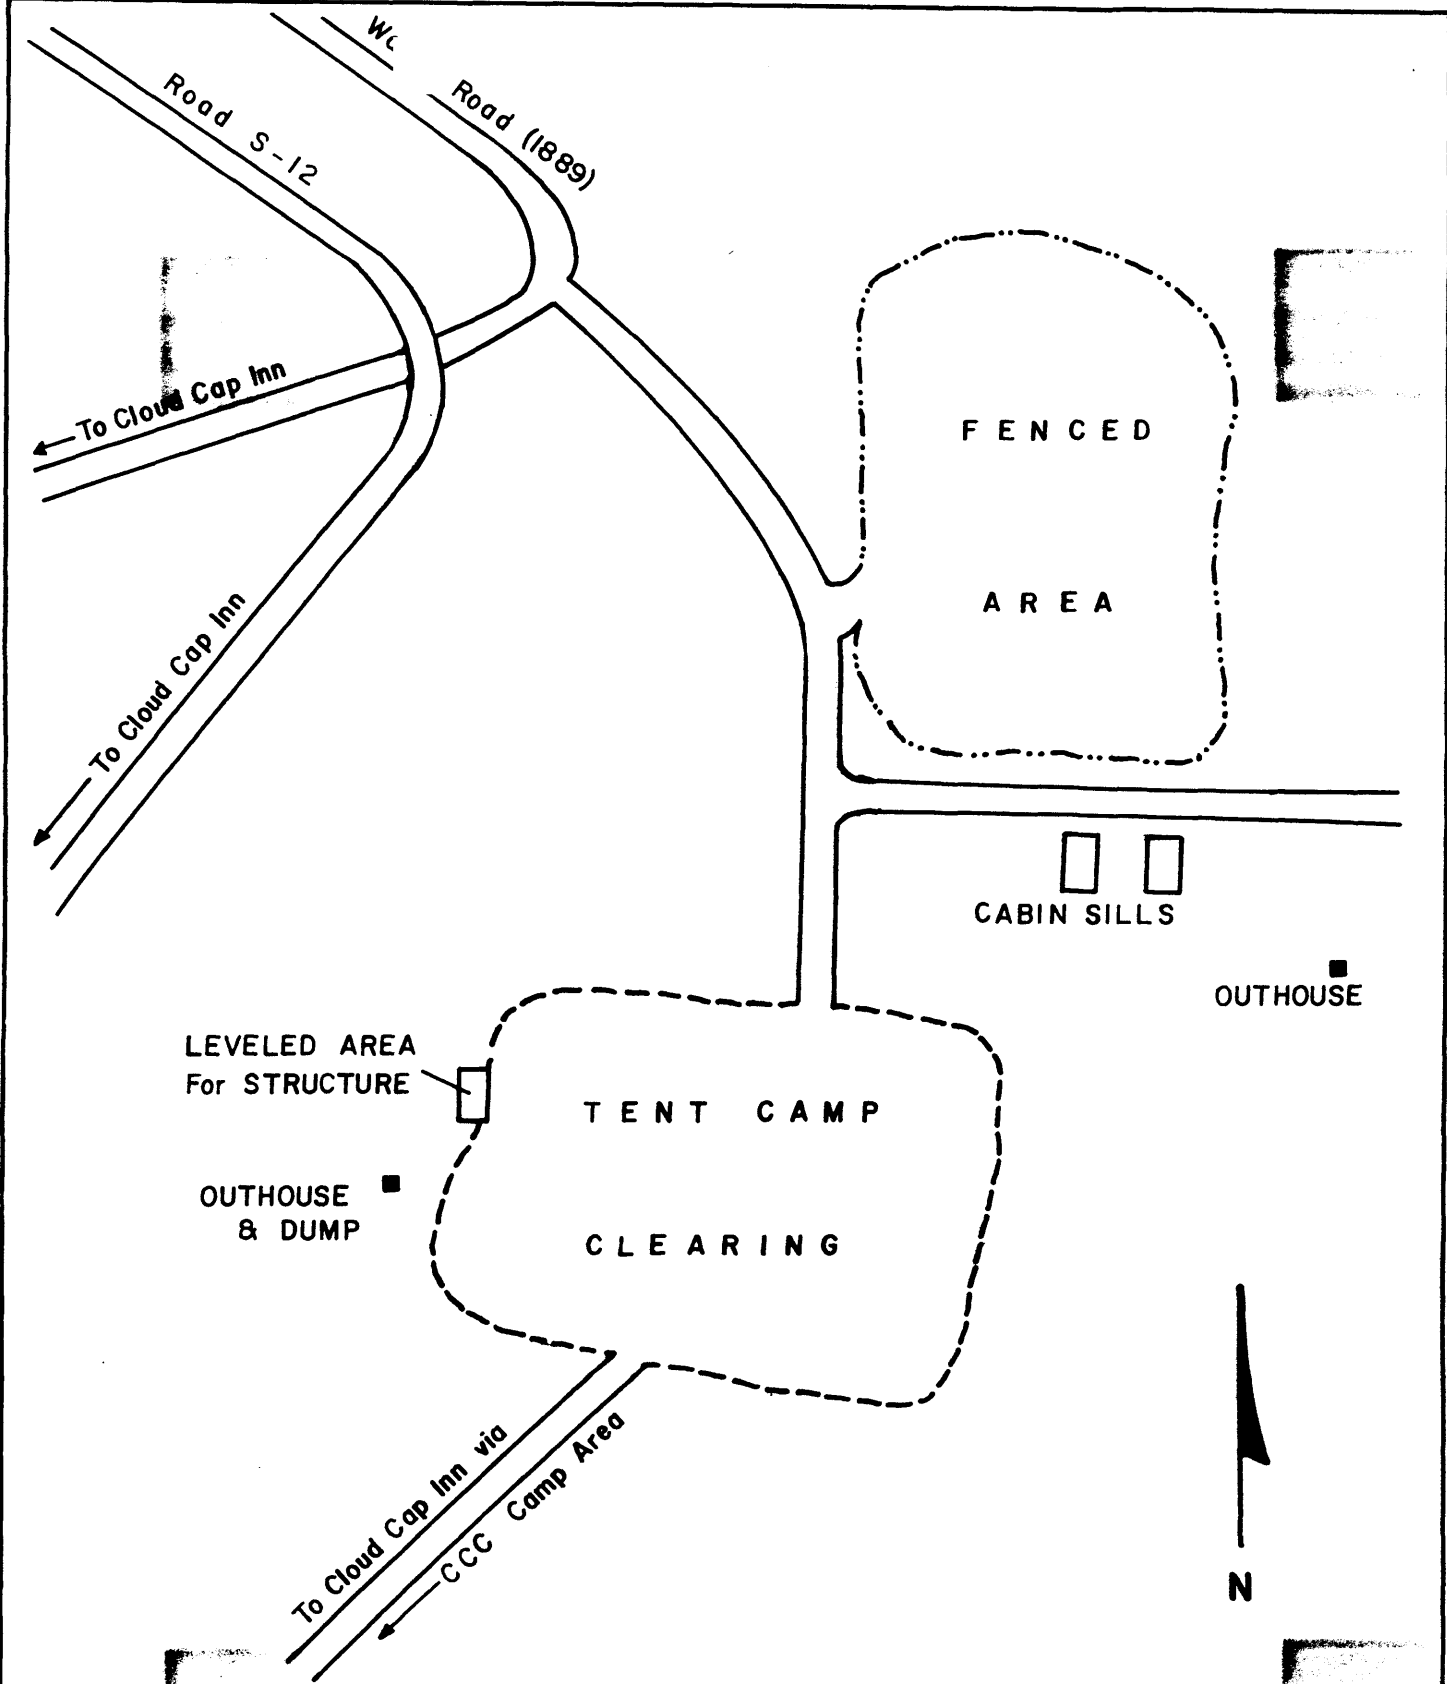 Road (1889)
Road S-12
To Cloud Cap Inn
FENCED
AREA
To Cloud Cap Inn
CABIN SILLS
OUTHOUSE
LEVELED AREA
For STRUCTURE
TENT CAMP
OUTHOUSE
& DUMP
CLEARING
To Cloud Cap Inn via
CCC Camp Area
N